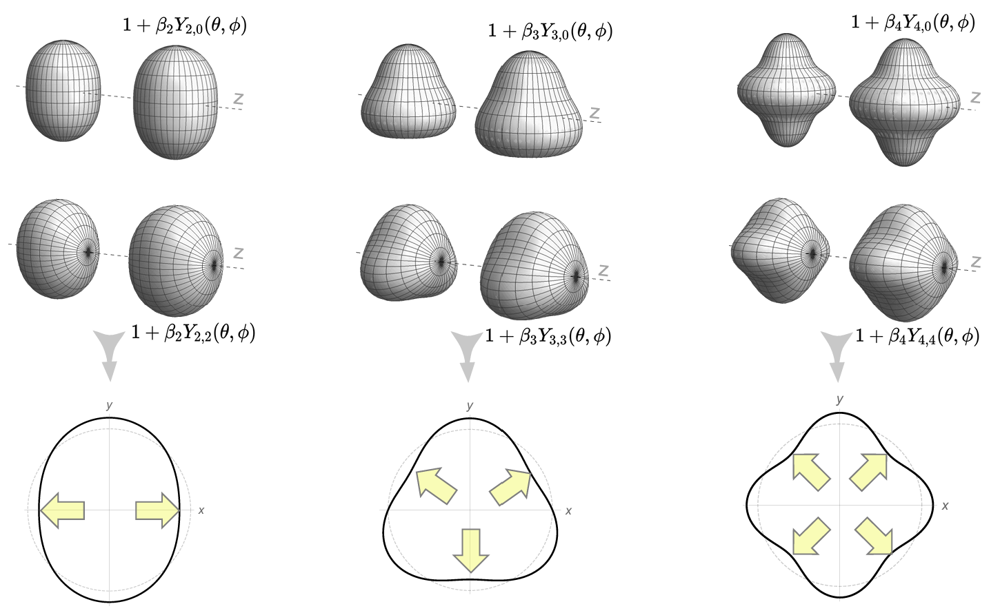 1 + β₂Y₂,₀(θ, ϕ)
1 + β₃Y₃,₀(θ, ϕ)
1 + β₄Y₄,₀(θ, ϕ)
Z
Z
Z
Z
Z
Z
1 + β₂Y₂,₂(θ, ϕ)
1 + β₃Y₃,₃(θ, ϕ)
1 + β₄Y₄,₄(θ, ϕ)
y
y
y
x
x
x